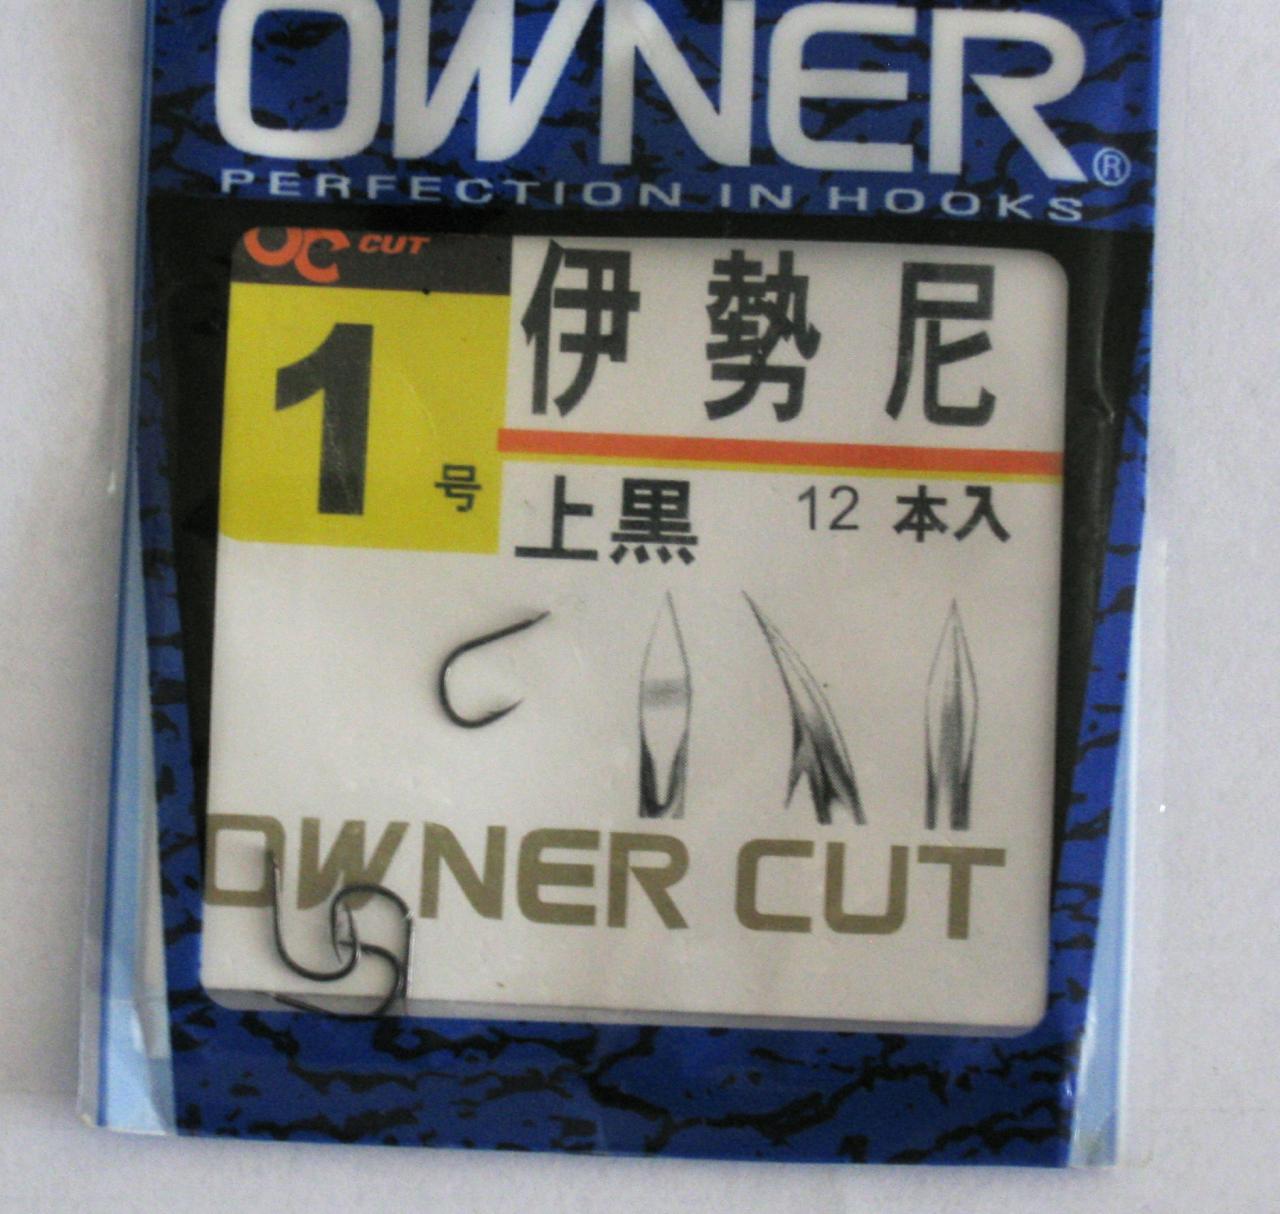 OWNER®
PERFECTION IN HOOKS
OC CUT
伊勢尼
1号
上黒 12 本入
OWNER CUT